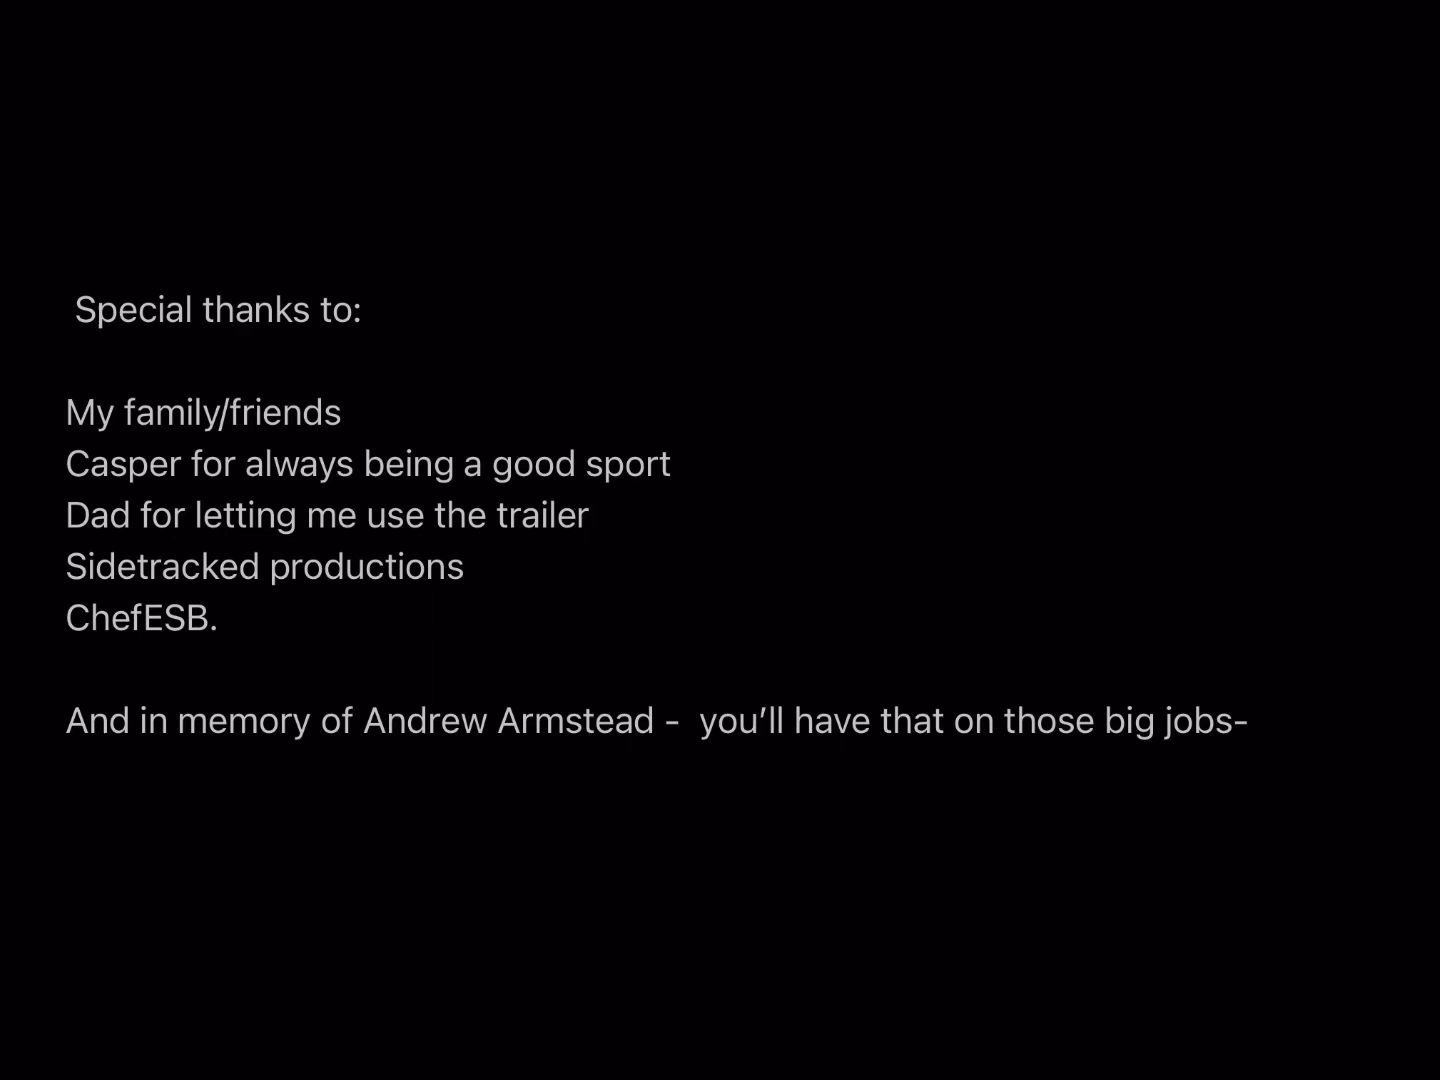 Special thanks to:
My family/friends
Casper for always being a good sport
Dad for letting me use the trailer
Sidetracked productions
ChefESB.
And in memory of Andrew Armstead -  you’ll have that on those big jobs-